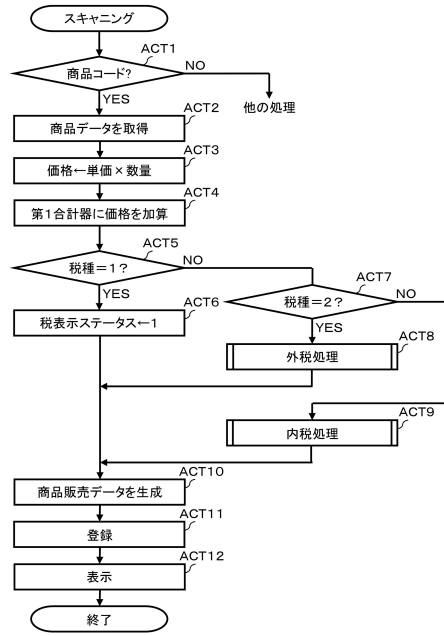 スキャニング
ACT1
商品コード?
NO
YES
他の処理
ACT2
商品データを取得
ACT3
価格←単価×数量
ACT4
第1合計器に価格を加算
ACT5
税種=1?
NO
YES
ACT6
税表示ステータス←1
ACT7
税種=2?
NO
YES
ACT8
外税処理
ACT9
内税処理
ACT10
商品販売データを生成
ACT11
登録
ACT12
表示
終了